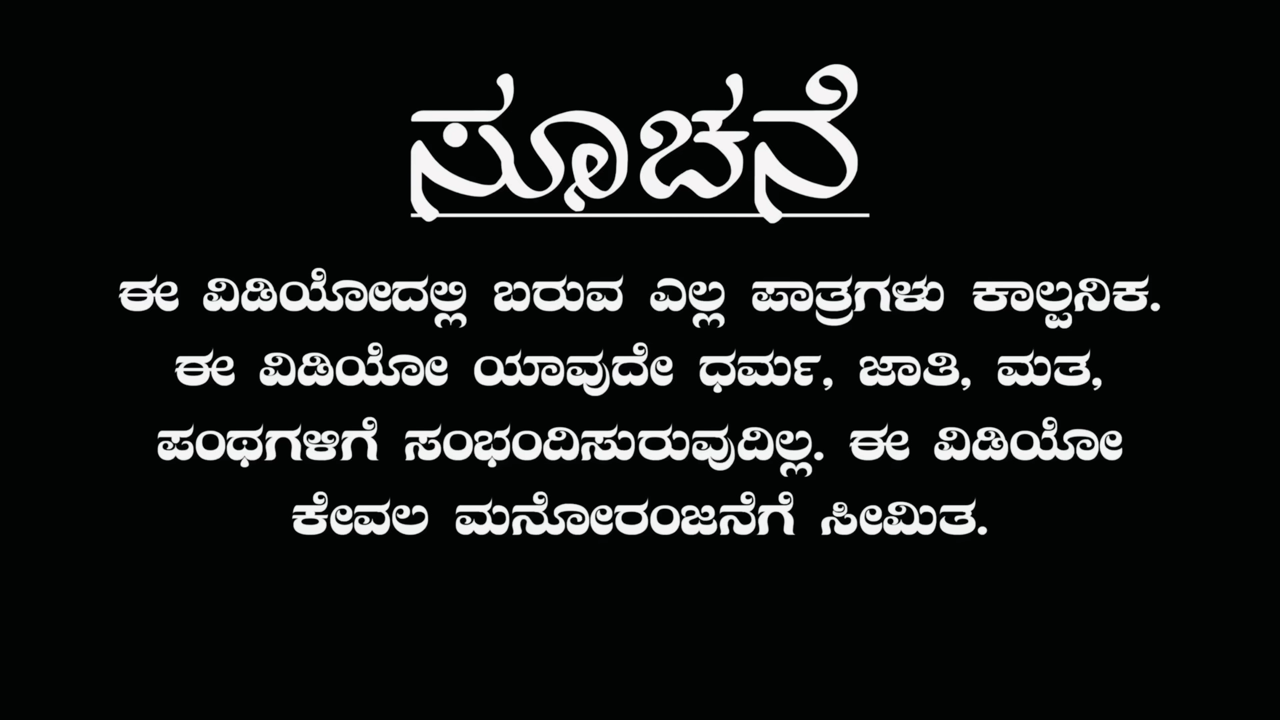 ಸೂಚನೆ
ಈ ವಿಡಿಯೋದಲ್ಲಿ ಬರುವ ಎಲ್ಲ ಪಾತ್ರಗಳು ಕಾಲ್ಪನಿಕ.
ಈ ವಿಡಿಯೋ ಯಾವುದೇ ಧರ್ಮ, ಜಾತಿ, ಮತ,
ಪಂಥಗಳಿಗೆ ಸಂಭಂದಿಸುರುವುದಿಲ್ಲ. ಈ ವಿಡಿಯೋ
ಕೇವಲ ಮನೋರಂಜನೆಗೆ ಸೀಮಿತ.